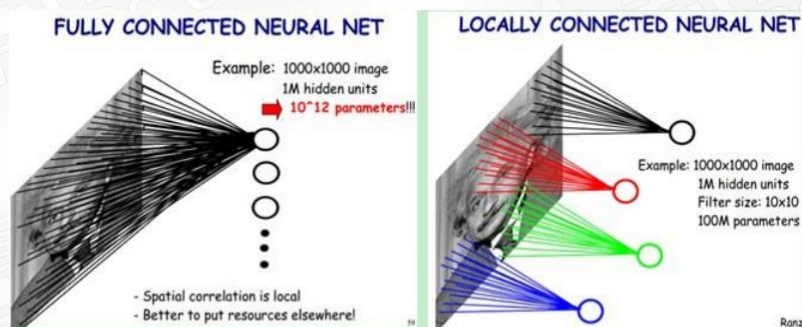 FULLY CONNECTED NEURAL NET
Example: 1000x1000 image
1M hidden units
10^12 parameters!!!
- Spatial correlation is local
- Better to put resources elsewhere!
LOCALLY CONNECTED NEURAL NET
Example: 1000x1000 image
1M hidden units
Filter size: 10x10
100M parameters
Ranz